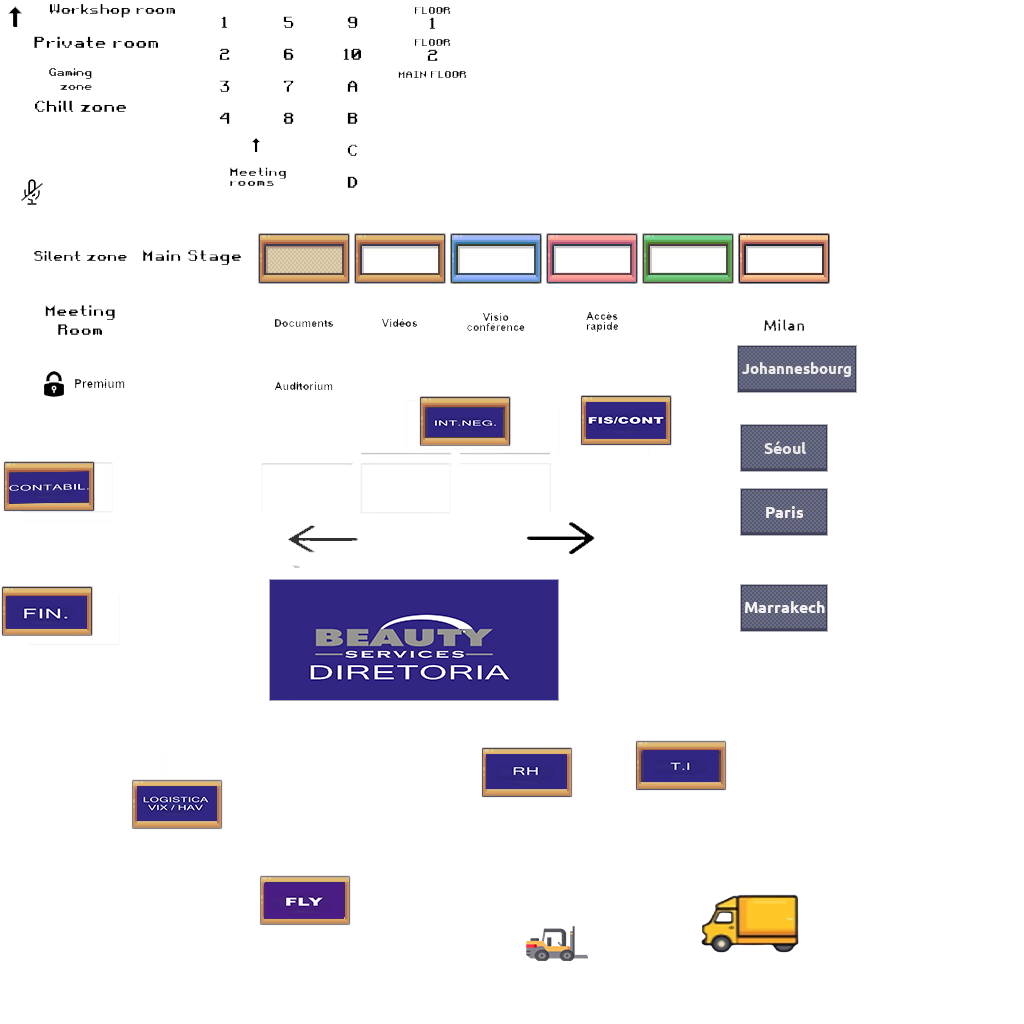 Workshop room
Private room
Gaming
zone
Chill zone
1 5 9
2 6 10
3 7 A
4 8 B
C
D
FLOOR
1
FLOOR
2
MAIN FLOOR
Meeting
rooms
Silent zone
Main Stage
Meeting
Room
Documents
Vidéos
Visio
conférence
Accès
rapide
Milan
Johannesbourg
Premium
Auditorium
INT.NEG.
FIS/CONT
Séoul
CONTABIL.
Paris
FIN.
Marrakech
BEAUTY
SERVICES
DIRETORIA
RH
T.I
LOGISTICA
VIX / HAV
FLY